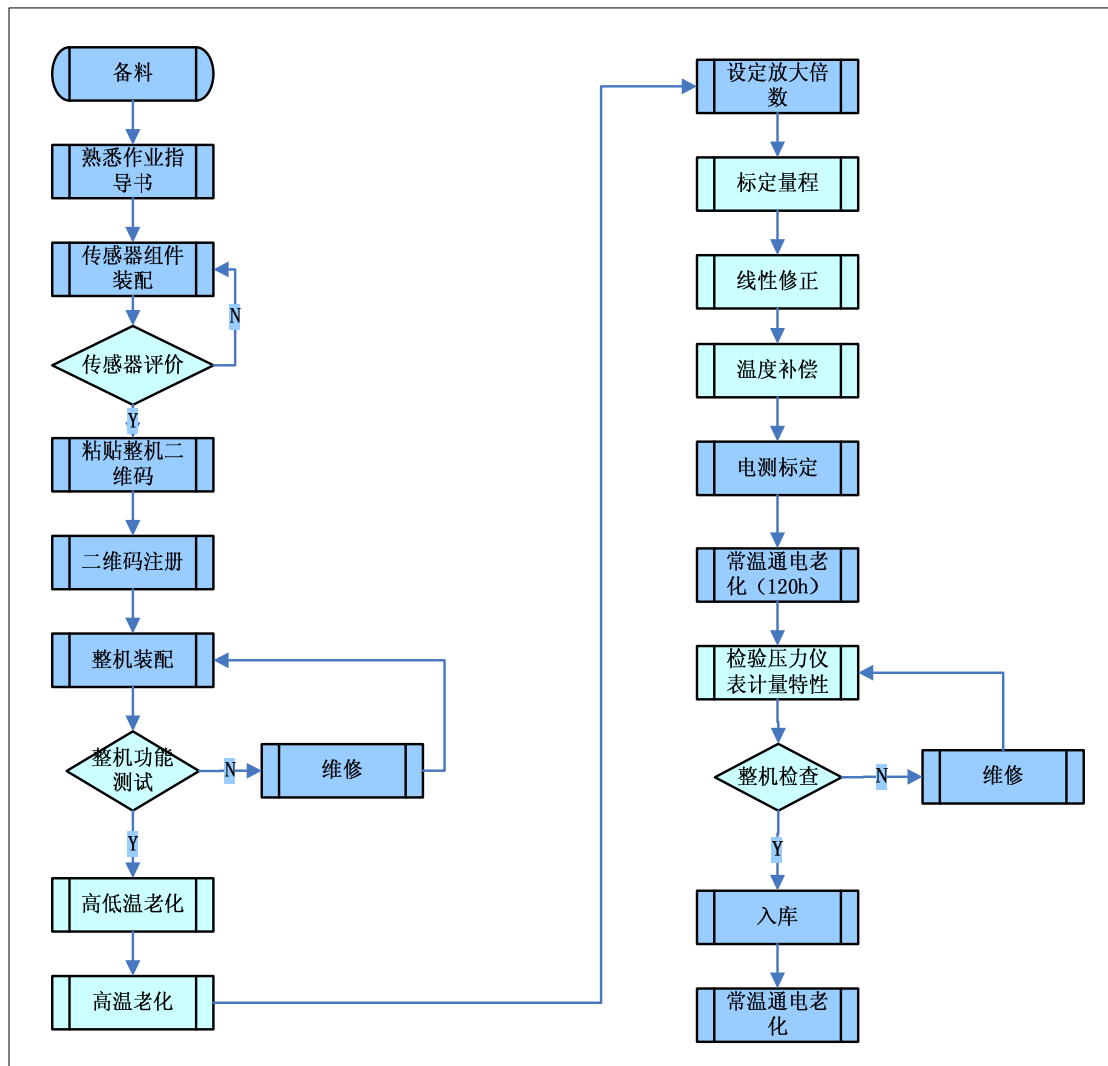 备料
熟悉作业指
导书
传感器组件
装配
N
传感器评价
Y
粘贴整机二
维码
二维码注册
整机装配
整机功能
测试
N
维修
Y
高低温老化
高温老化
设定放大倍
数
标定量程
线性修正
温度补偿
电测标定
常温通电老
化（120h）
检验压力仪
表计量特性
整机检查
N
维修
Y
入库
常温通电老
化